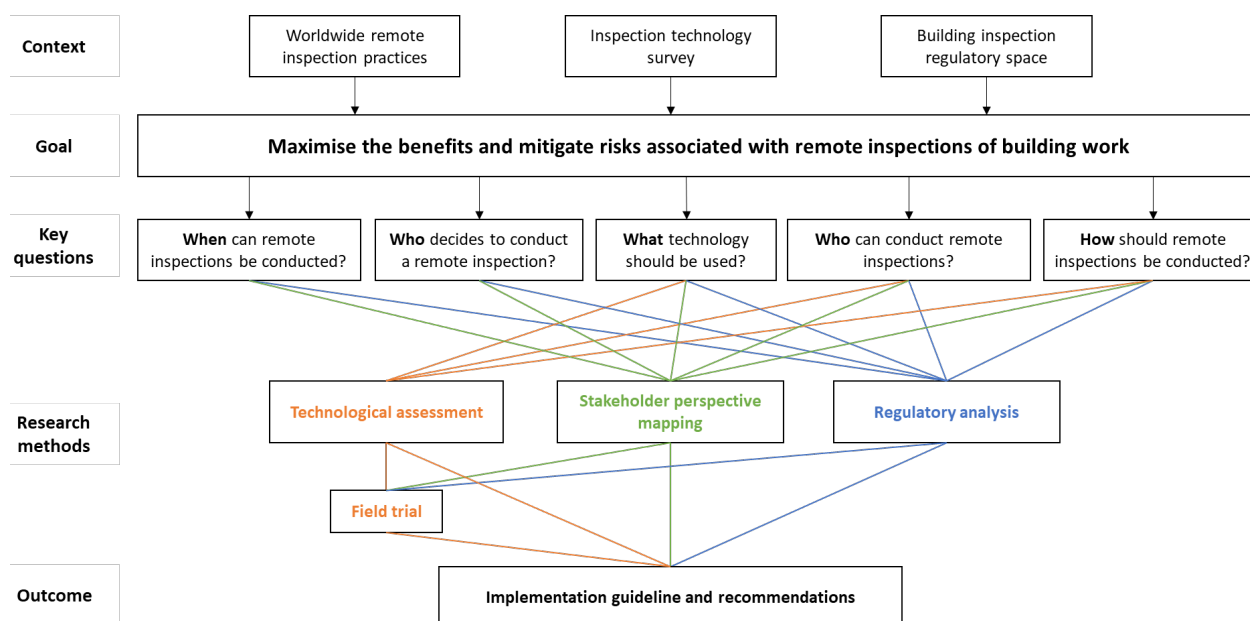 Context
Worldwide remote
inspection practices
Inspection technology
survey
Building inspection
regulatory space
Goal
Maximise the benefits and mitigate risks associated with remote inspections of building work
Key
questions
When can remote
inspections be conducted?
Who decides to conduct
a remote inspection?
What technology
should be used?
Who can conduct remote
inspections?
How should remote
inspections be conducted?
Research
methods
Technological assessment
Stakeholder perspective
mapping
Regulatory analysis
Field trial
Outcome
Implementation guideline and recommendations